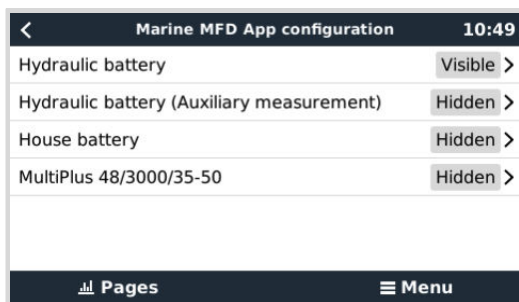 Marine MFD App configuration 10:49
Hydraulic battery Visible
Hydraulic battery (Auxiliary measurement) Hidden
House battery Hidden
MultiPlus 48/3000/35-50 Hidden
Pages Menu